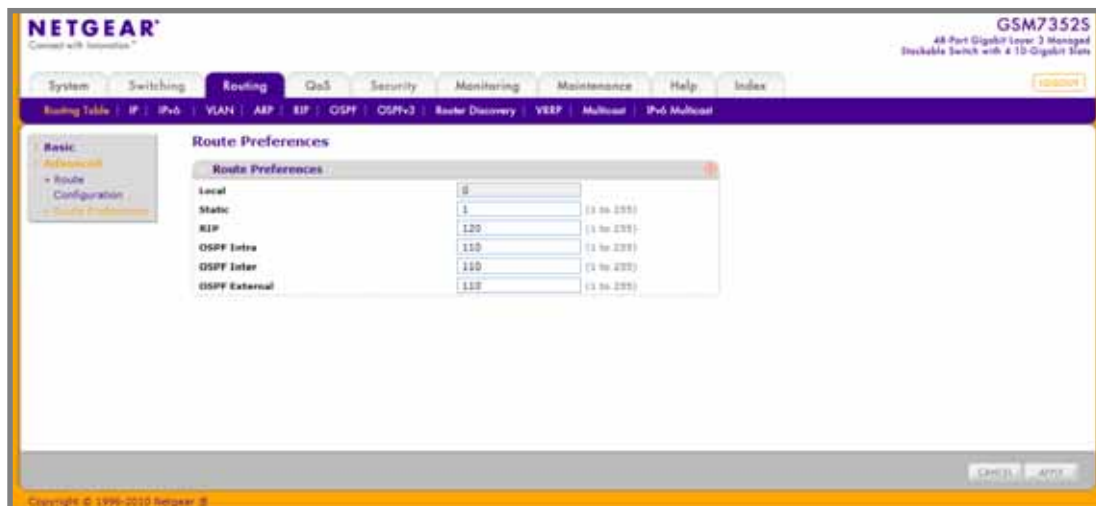 NETGEAR®
Connect with Innovation™
GSM7352S
48-Port Gigabit Layer 3 Managed
Stackable Switch with 4 10-Gigabit Slots
System Switching Routing QoS Security Monitoring Maintenance Help Index
LOGOUT
Routing Table | IP | IPv6 | VLAN | ARP | RIP | OSPF | OSPFv3 | Router Discovery | VRRP | Multicast | IPv6 Multicast
Basic
Advanced
Route
Configuration
Route Preferences
Route Preferences
Route Preferences
Local 0
Static 1 (1 to 255)
RIP 120 (1 to 255)
OSPF Intra 110 (1 to 255)
OSPF Inter 110 (1 to 255)
OSPF External 110 (1 to 255)
CANCEL APPLY
Copyright © 1996-2010 Netgear ®